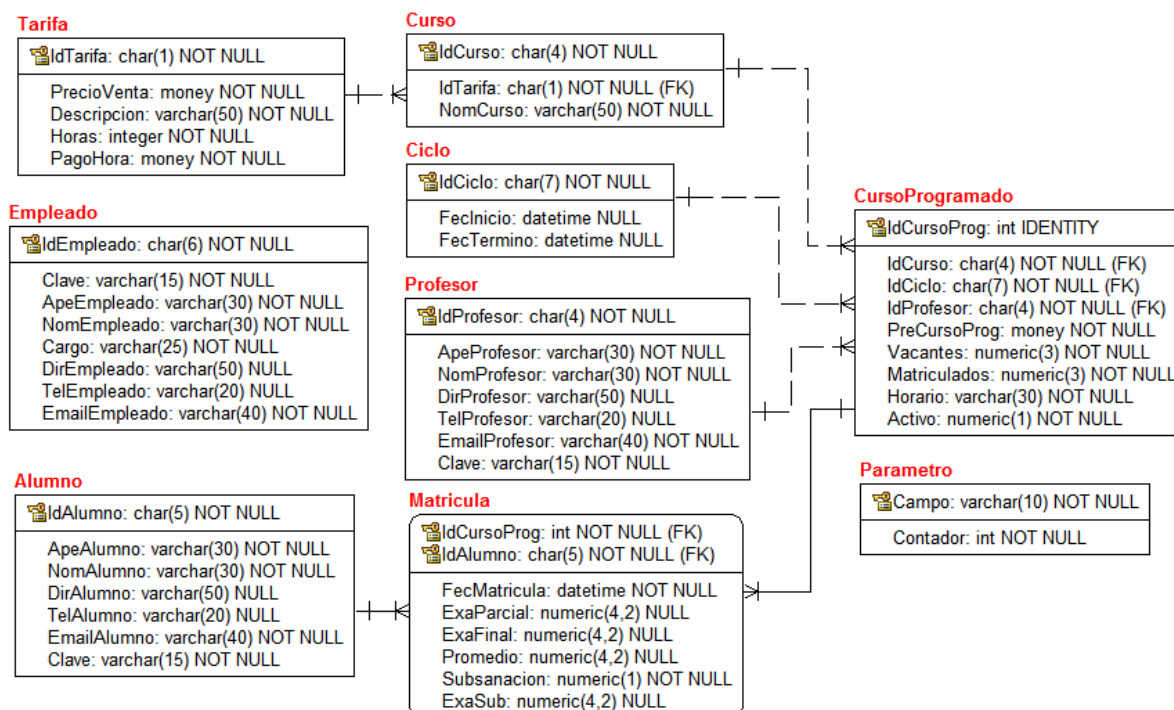 Tarifa
IdTarifa: char(1) NOT NULL
PrecioVenta: money NOT NULL
Descripcion: varchar(50) NOT NULL
Horas: integer NOT NULL
PagoHora: money NOT NULL
Curso
IdCurso: char(4) NOT NULL
IdTarifa: char(1) NOT NULL (FK)
NomCurso: varchar(50) NOT NULL
Ciclo
IdCiclo: char(7) NOT NULL
FecInicio: datetime NULL
FecTermino: datetime NULL
CursoProgramado
IdCursoProg: int IDENTITY
IdCurso: char(4) NOT NULL (FK)
IdCiclo: char(7) NOT NULL (FK)
IdProfesor: char(4) NOT NULL (FK)
PreCursoProg: money NOT NULL
Vacantes: numeric(3) NOT NULL
Matriculados: numeric(3) NOT NULL
Horario: varchar(30) NOT NULL
Activo: numeric(1) NOT NULL
Empleado
IdEmpleado: char(6) NOT NULL
Clave: varchar(15) NOT NULL
ApeEmpleado: varchar(30) NOT NULL
NomEmpleado: varchar(30) NOT NULL
Cargo: varchar(25) NOT NULL
DirEmpleado: varchar(50) NULL
TelEmpleado: varchar(20) NULL
EmailEmpleado: varchar(40) NOT NULL
Profesor
IdProfesor: char(4) NOT NULL
ApeProfesor: varchar(30) NOT NULL
NomProfesor: varchar(30) NOT NULL
DirProfesor: varchar(50) NULL
TelProfesor: varchar(20) NULL
EmailProfesor: varchar(40) NOT NULL
Clave: varchar(15) NOT NULL
Alumno
IdAlumno: char(5) NOT NULL
ApeAlumno: varchar(30) NOT NULL
NomAlumno: varchar(30) NOT NULL
DirAlumno: varchar(50) NULL
TelAlumno: varchar(20) NULL
EmailAlumno: varchar(40) NOT NULL
Clave: varchar(15) NOT NULL
Matricula
IdCursoProg: int NOT NULL (FK)
IdAlumno: char(5) NOT NULL (FK)
FecMatricula: datetime NOT NULL
ExaParcial: numeric(4,2) NULL
ExaFinal: numeric(4,2) NULL
Promedio: numeric(4,2) NULL
Subsanacion: numeric(1) NOT NULL
ExaSub: numeric(4,2) NULL
Parametro
Campo: varchar(10) NOT NULL
Contador: int NOT NULL